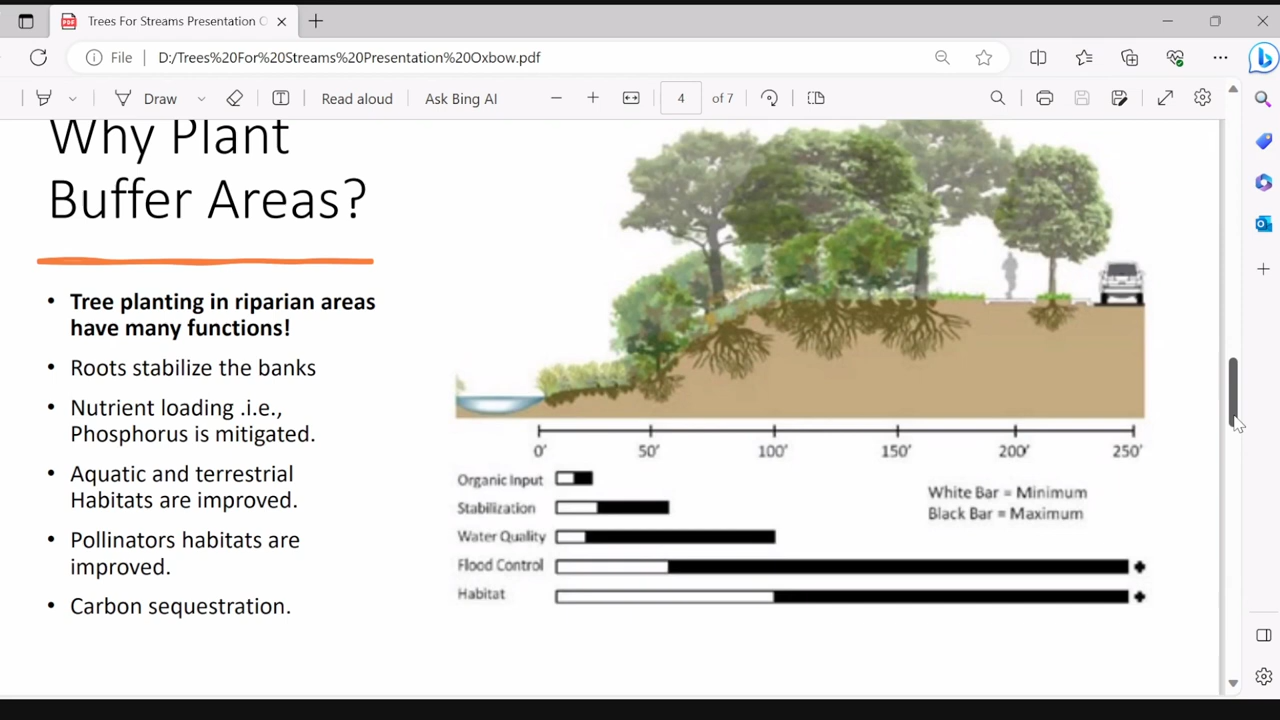 Trees For Streams Presentation O
File
D:/Trees%20For%20Streams%20Presentation%20Oxbow.pdf
Draw
Read aloud
Ask Bing AI
4
of 7
Why Plant
Buffer Areas?
• Tree planting in riparian areas
have many functions!
• Roots stabilize the banks
• Nutrient loading .i.e.,
Phosphorus is mitigated.
• Aquatic and terrestrial
Habitats are improved.
• Pollinators habitats are
improved.
• Carbon sequestration.
0' 50' 100' 150' 200' 250'
Organic Input
Stabilization
Water Quality
Flood Control
Habitat
White Bar = Minimum
Black Bar = Maximum